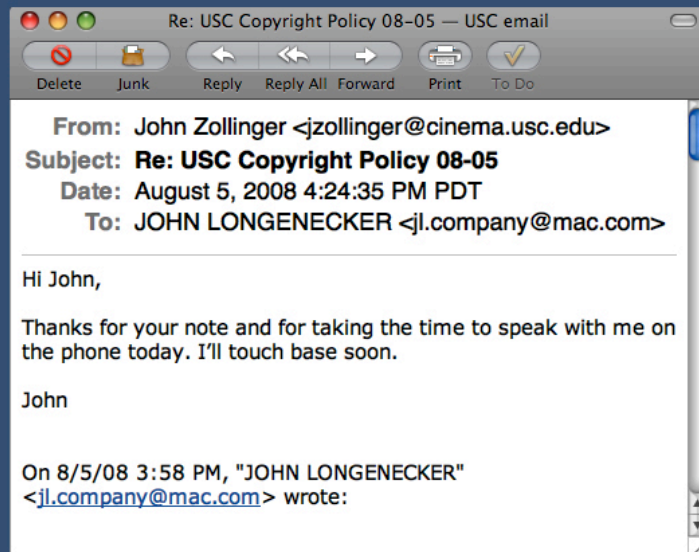 Re: USC Copyright Policy 08-05 — USC email
Delete Junk Reply Reply All Forward Print To Do
From: John Zollinger <jzollinger@cinema.usc.edu>
Subject: Re: USC Copyright Policy 08-05
Date: August 5, 2008 4:24:35 PM PDT
To: JOHN LONGENECKER <jl.company@mac.com>
Hi John,
Thanks for your note and for taking the time to speak with me on
the phone today. I'll touch base soon.
John
On 8/5/08 3:58 PM, "JOHN LONGENECKER"
<jl.company@mac.com> wrote: